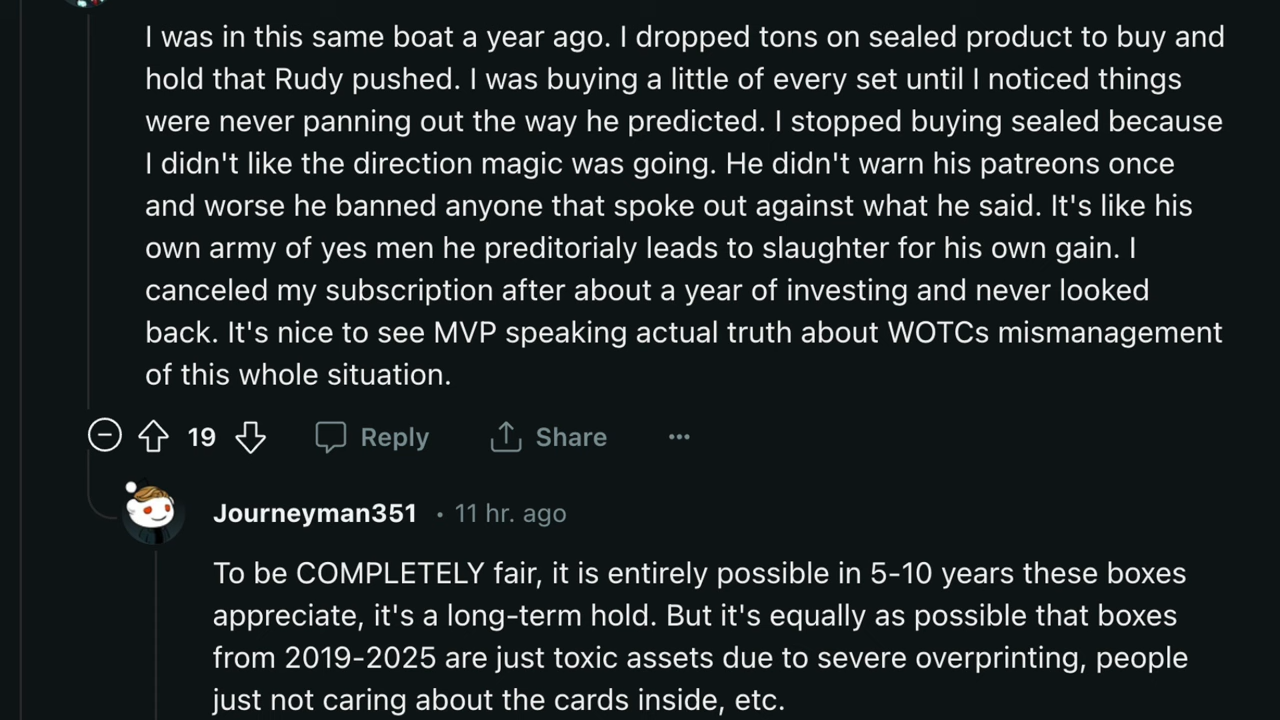 I was in this same boat a year ago. I dropped tons on sealed product to buy and
hold that Rudy pushed. I was buying a little of every set until I noticed things
were never panning out the way he predicted. I stopped buying sealed because
I didn't like the direction magic was going. He didn't warn his patreons once
and worse he banned anyone that spoke out against what he said. It's like his
own army of yes men he preditorialy leads to slaughter for his own gain. I
canceled my subscription after about a year of investing and never looked
back. It's nice to see MVP speaking actual truth about WOTCs mismanagement
of this whole situation.
19 Reply Share ...
Journeyman351 • 11 hr. ago
To be COMPLETELY fair, it is entirely possible in 5-10 years these boxes
appreciate, it's a long-term hold. But it's equally as possible that boxes
from 2019-2025 are just toxic assets due to severe overprinting, people
just not caring about the cards inside, etc.